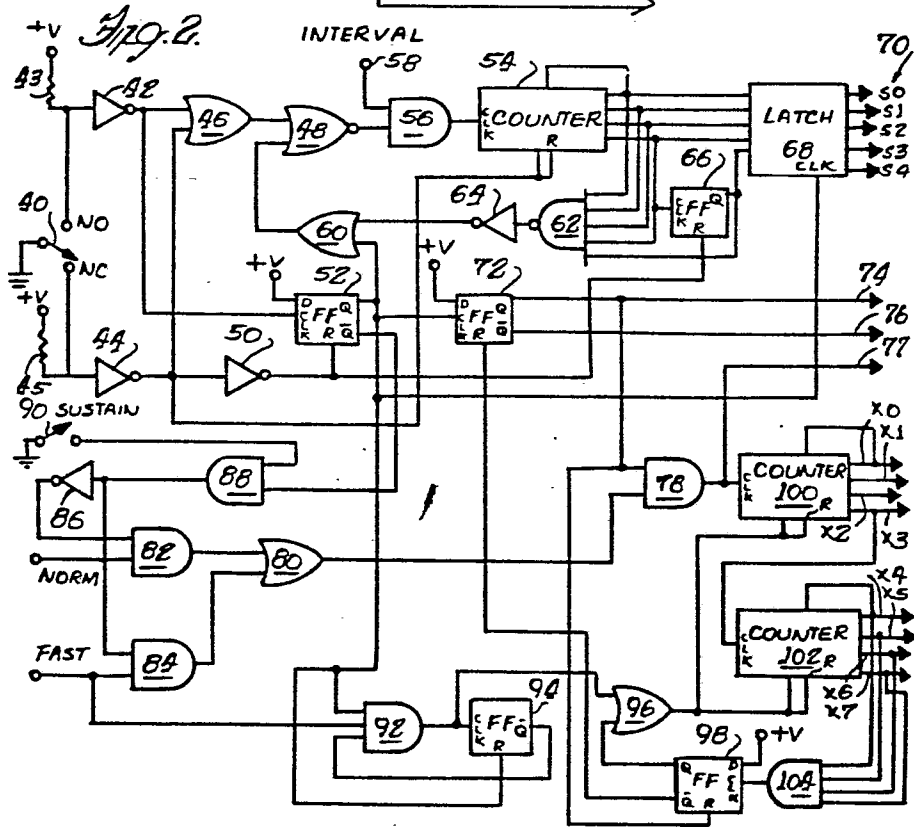 Fig. 2.
+V
INTERVAL
58
54
70
43
42
46
48
56
CLK COUNTER R
LATCH 68 CLK
S0
S1
S2
S3
S4
40
NO
NC
64
62
66
CLK FF Q R
60
+V
52
+V
72
D CLK FF Q Q R
D CLK FF Q Q R
74
76
77
+V
45
44
50
90 SUSTAIN
88
86
78
CLK COUNTER 100 R
X0
X1
X2
X3
82
80
NORM
CLK COUNTER 102 R
X4
X5
X6
X7
FAST
84
92
94
CLK FF Q R
96
98
+V
Q D FF CLK Q R
104